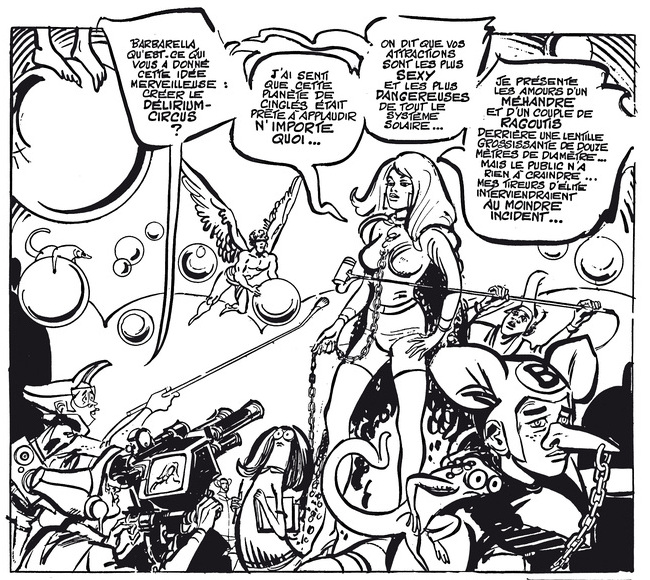 BARBARELLA,
QU'EST-CE QUI
VOUS A DONNÉ
CETTE IDÉE
MERVEILLEUSE :
CRÉER LE
DÉLIRIUM-
CIRCUS
?
J'AI SENTI
QUE CETTE
PLANÈTE DE
CINGLÉS ÉTAIT
PRÊTE À APPLAUDIR
N'IMPORTE
QUOI...
ON DIT QUE VOS
ATTRACTIONS
SONT LES PLUS
SEXY
ET LES PLUS
DANGEREUSES
DE TOUT LE
SYSTÈME
SOLAIRE...
JE PRÉSENTE
LES AMOURS D'UN
MÉHANDRE
ET D'UN COUPLE DE
RAGOUTIS
DERRIÈRE UNE LENTILLE
GROSSISSANTE DE DOUZE
MÈTRES DE DIAMÈTRE...
MAIS LE PUBLIC N'A
RIEN À CRAINDRE...
MES TIREURS D'ÉLITE
INTERVIENDRAIENT
AU MOINDRE
INCIDENT...
B